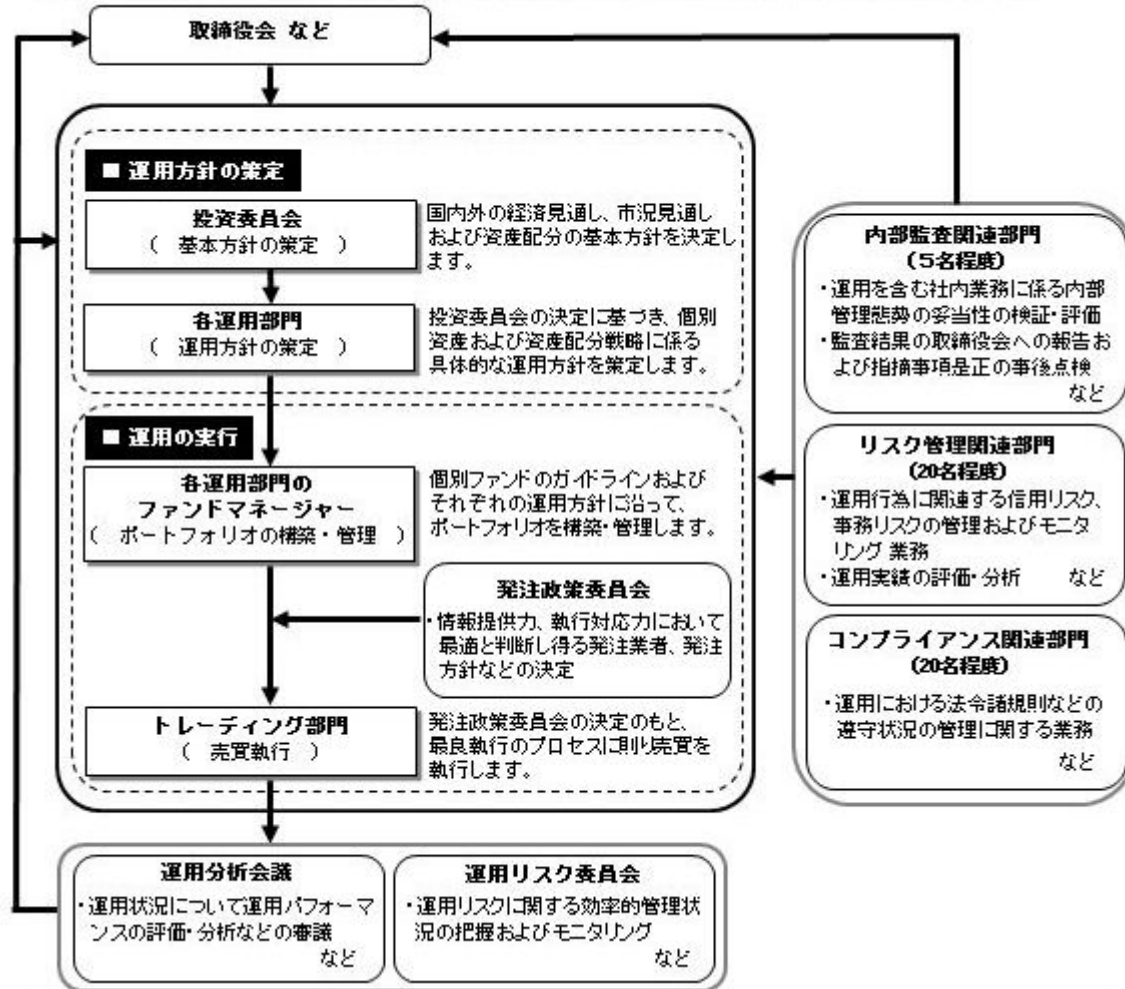 取締役会 など
■ 運用方針の策定
投資委員会
( 基本方針の策定 )
国内外の経済見通し、市況見通し
および資産配分の基本方針を決定し
ます。
各運用部門
( 運用方針の策定 )
投資委員会の決定に基づき、個別
資産および資産配分戦略に係る
具体的な運用方針を策定します。
■ 運用の実行
各運用部門の
ファンドマネージャー
( ポートフォリオの構築・管理 )
個別ファンドのガイドラインおよび
それぞれの運用方針に沿って、
ポートフォリオを構築・管理します。
発注政策委員会
・情報提供力、執行対応力において
最適と判断し得る発注業者、発注
方針などの決定
トレーディング部門
( 売買執行 )
発注政策委員会の決定のもと、
最良執行のプロセスに則り売買を
執行します。
運用分析会議
・運用状況について運用パフォーマ
ンスの評価・分析などの審議
など
運用リスク委員会
・運用リスクに関する効率的管理状
況の把握およびモニタリング
など
内部監査関連部門
(5名程度)
・運用を含む社内業務に係る内部
管理態勢の妥当性の検証・評価
・監査結果の取締役会への報告お
よび指摘事項是正の事後点検
など
リスク管理関連部門
(20名程度)
・運用行為に関連する信用リスク、
事務リスクの管理およびモニタ
リング 業務
・運用実績の評価・分析 など
コンプライアンス関連部門
(20名程度)
・運用における法令諸規則などの
遵守状況の管理に関する業務
など